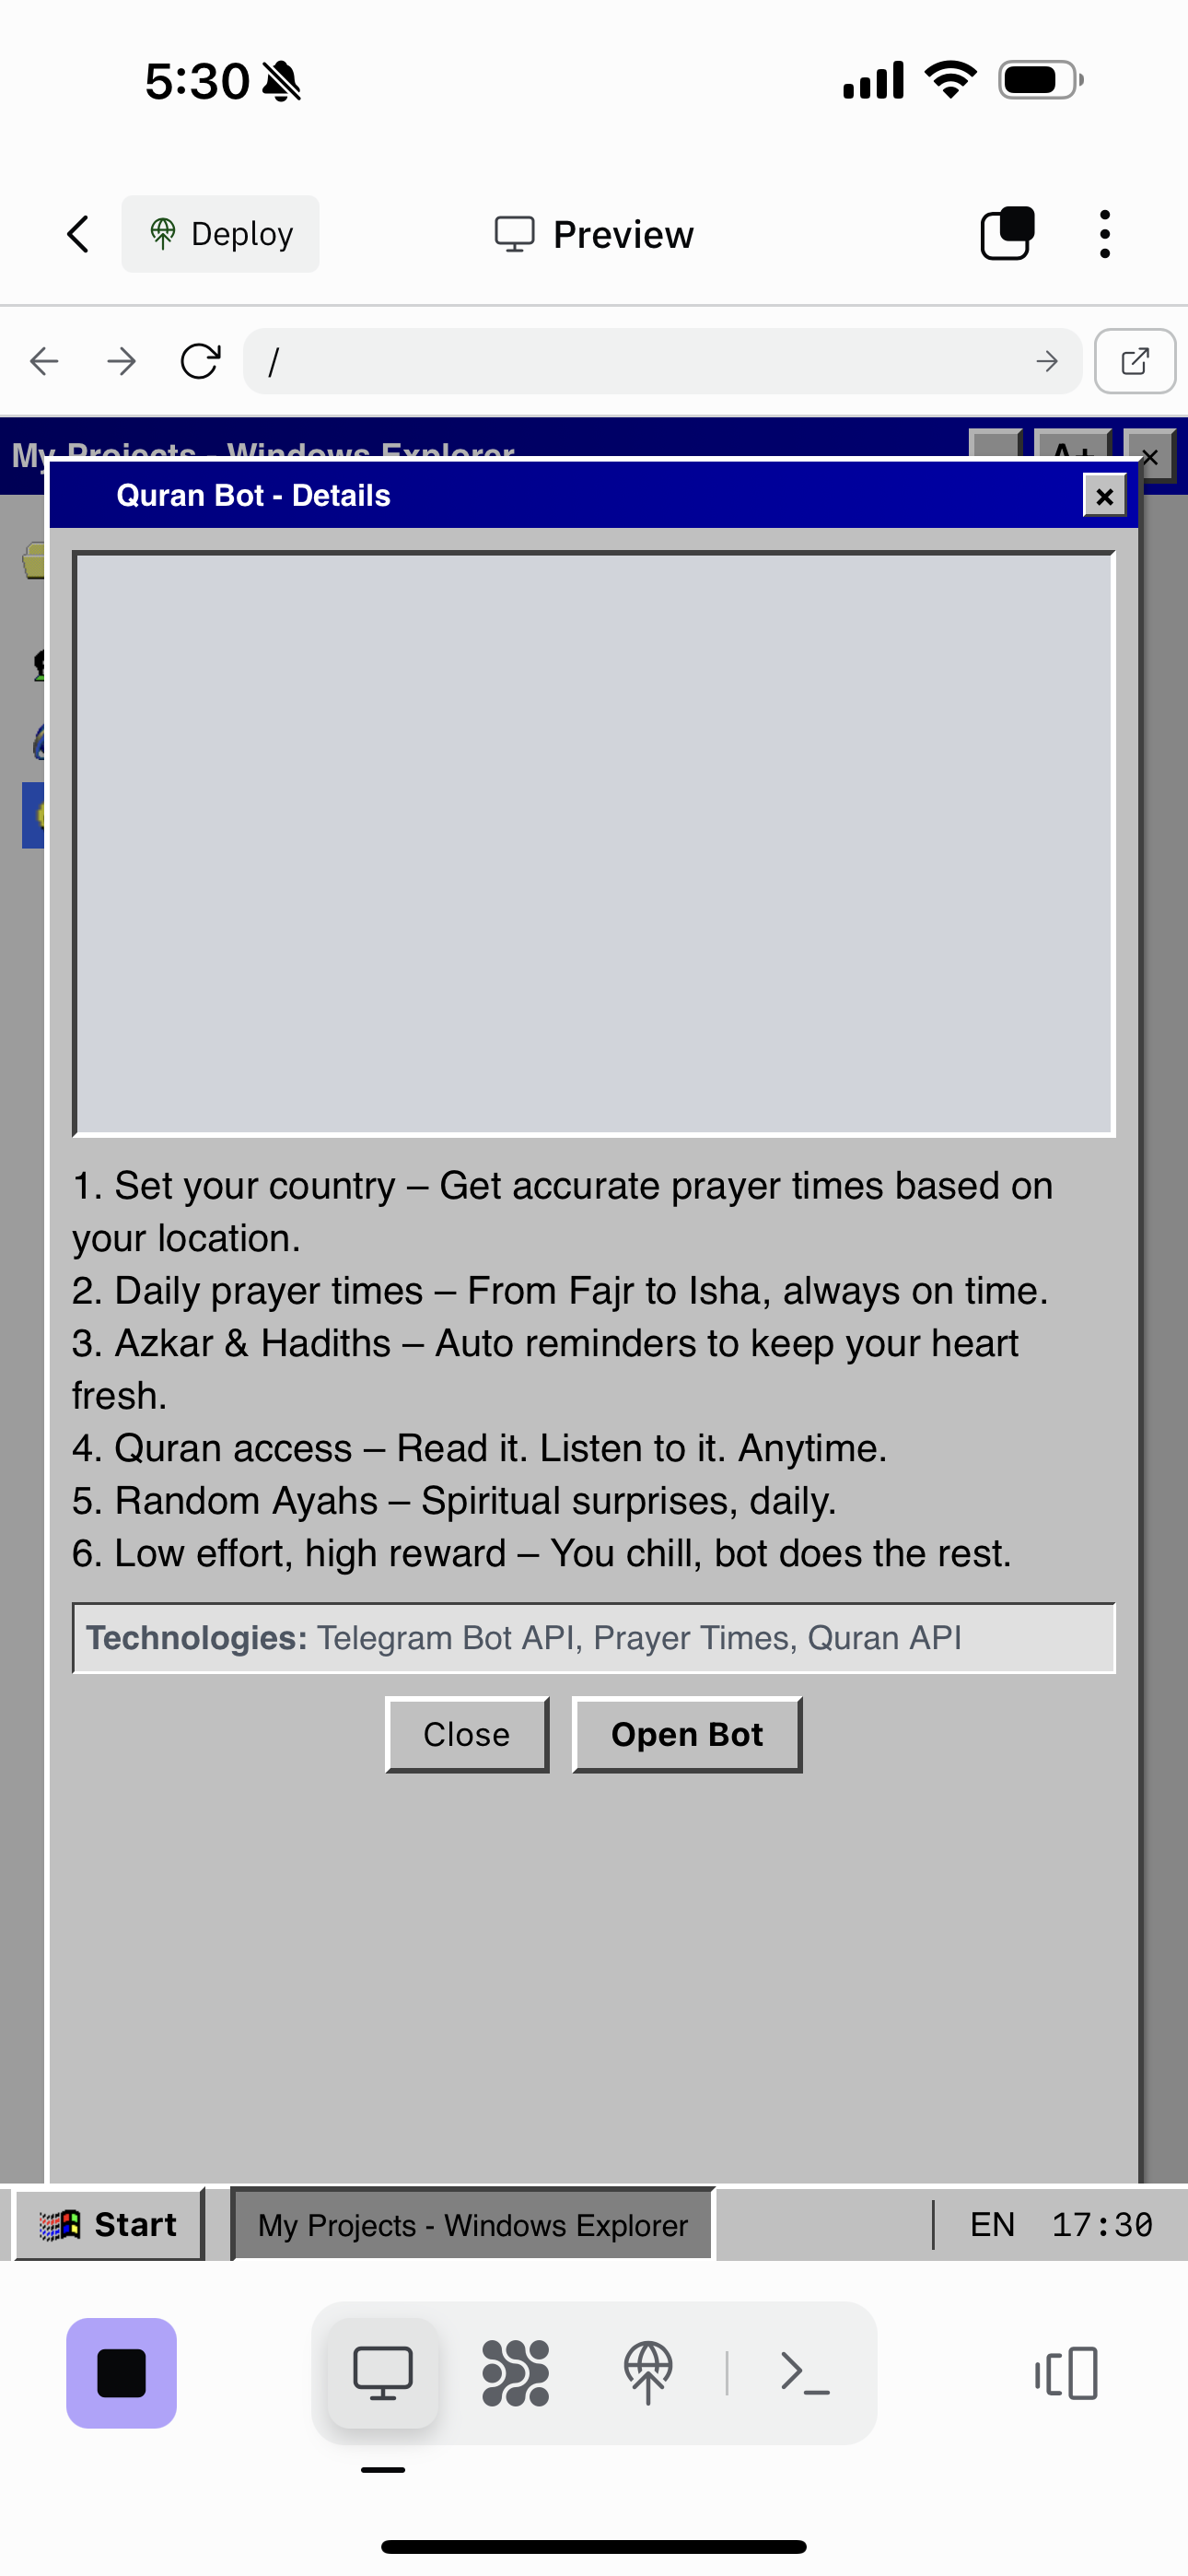 5:30
Deploy
Preview
/
My Projects - Windows Explorer
A+
×
Quran Bot - Details
×
1. Set your country – Get accurate prayer times based on
your location.
2. Daily prayer times – From Fajr to Isha, always on time.
3. Azkar & Hadiths – Auto reminders to keep your heart
fresh.
4. Quran access – Read it. Listen to it. Anytime.
5. Random Ayahs – Spiritual surprises, daily.
6. Low effort, high reward – You chill, bot does the rest.
Technologies: Telegram Bot API, Prayer Times, Quran API
Close
Open Bot
Start
My Projects - Windows Explorer
EN
17:30